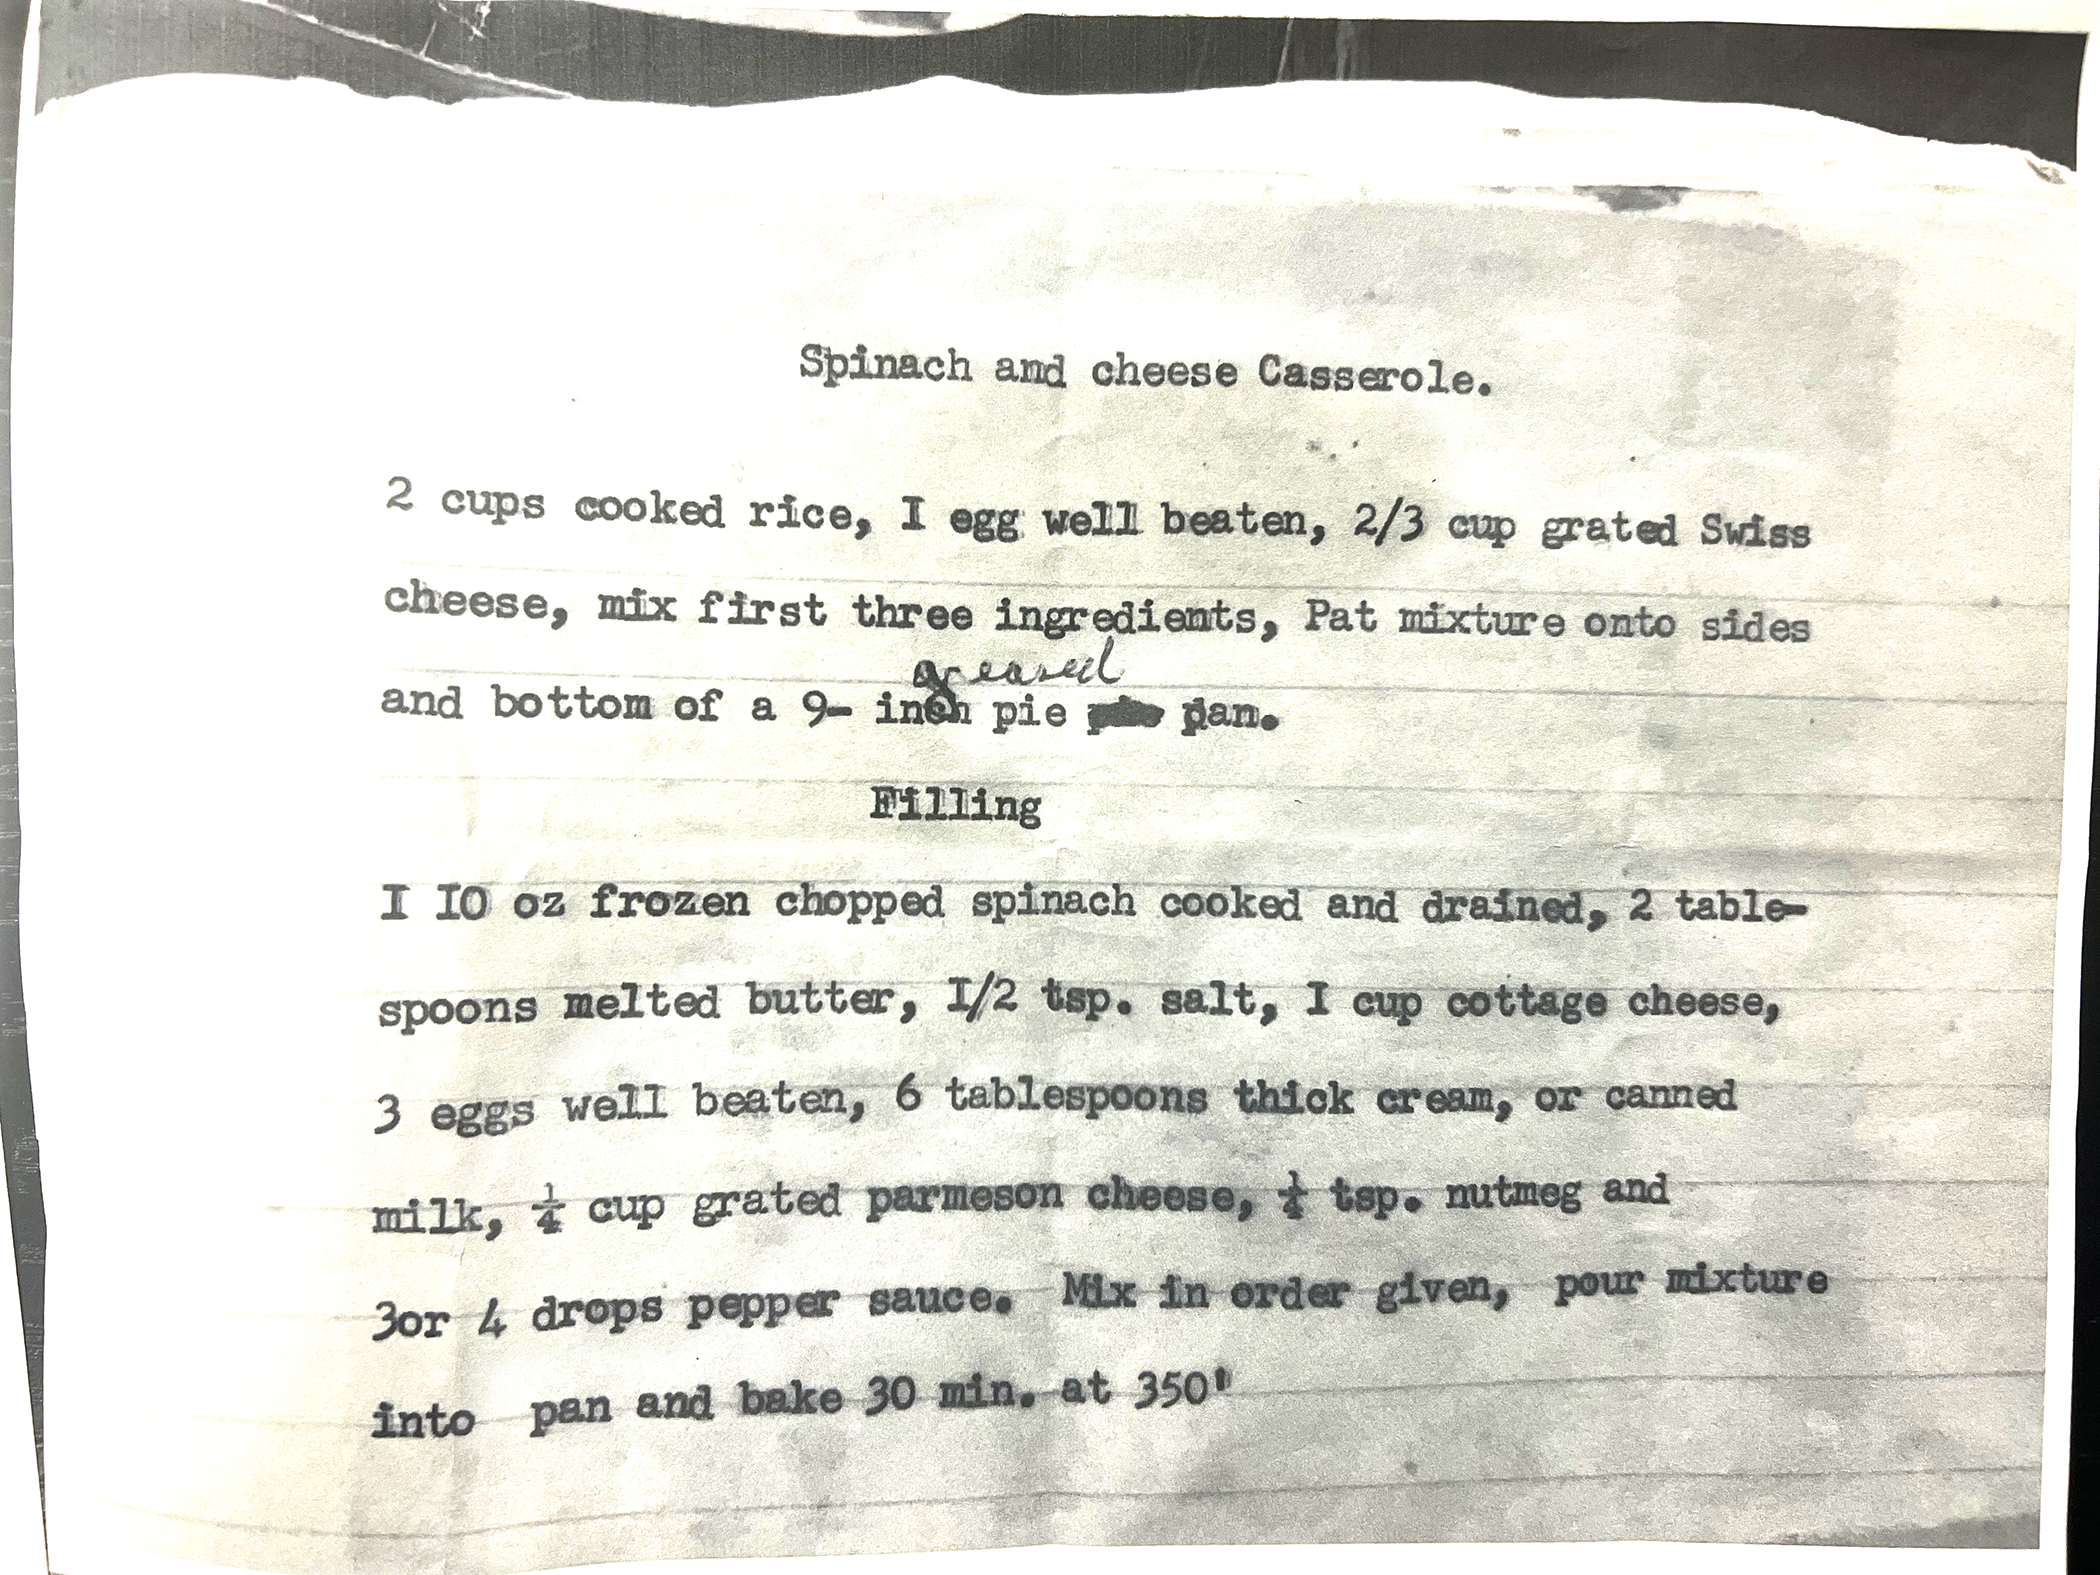 Spinach and cheese Casserole.
2 cups cooked rice, I egg well beaten, 2/3 cup grated Swiss
cheese, mix first three ingredients, Pat mixture onto sides
greased
and bottom of a 9- inch pie pan.
Filling
I IO oz frozen chopped spinach cooked and drained, 2 table-
spoons melted butter, I/2 tsp. salt, I cup cottage cheese,
3 eggs well beaten, 6 tablespoons thick cream, or canned
milk, ¼ cup grated parmeson cheese, ¼ tsp. nutmeg and
3or 4 drops pepper sauce. Mix in order given, pour mixture
into pan and bake 30 min. at 350'